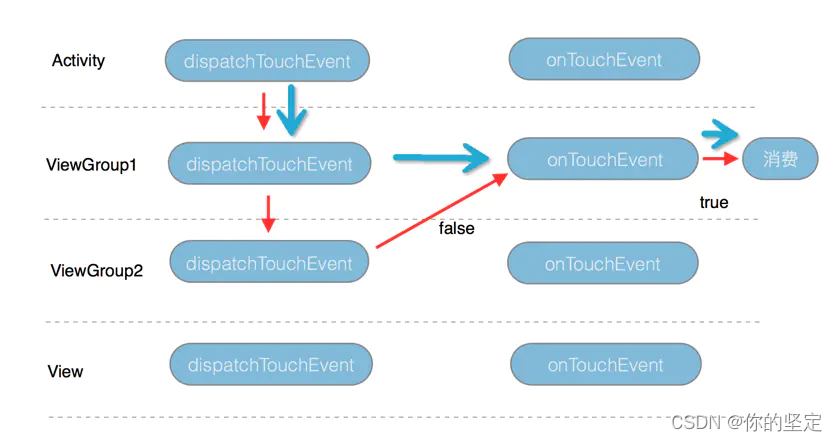 Activity
dispatchTouchEvent
onTouchEvent
ViewGroup1
dispatchTouchEvent
onTouchEvent
消费
true
false
ViewGroup2
dispatchTouchEvent
onTouchEvent
View
dispatchTouchEvent
onTouchEvent
CSDN @你的坚定